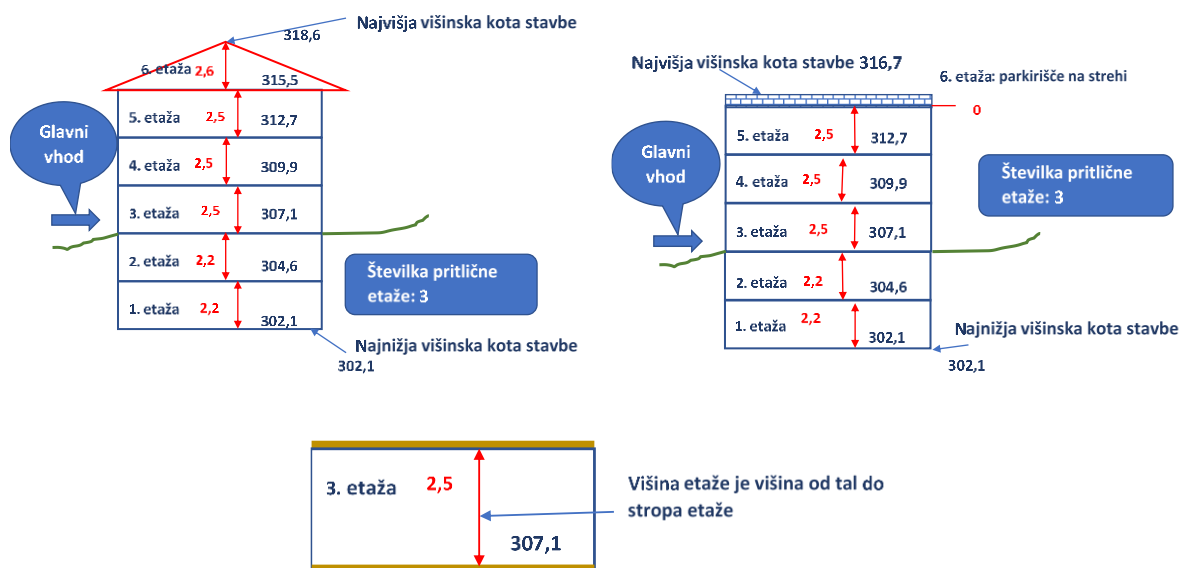 Najvišja višinska kota stavbe
318,6
6. etaža 2,6
315,5
5. etaža 2,5 312,7
Glavni
vhod
4. etaža 2,5 309,9
3. etaža 2,5 307,1
2. etaža 2,2 304,6
1. etaža 2,2 302,1
Številka pritlične
etaže: 3
Najnižja višinska kota stavbe
302,1
Najvišja višinska kota stavbe 316,7
6. etaža: parkirišče na strehi
0
5. etaža 2,5 312,7
Glavni
vhod
4. etaža 2,5 309,9
3. etaža 2,5 307,1
2. etaža 2,2 304,6
1. etaža 2,2 302,1
Številka pritlične
etaže: 3
Najnižja višinska kota stavbe
302,1
3. etaža 2,5
307,1
Višina etaže je višina od tal do
stropa etaže